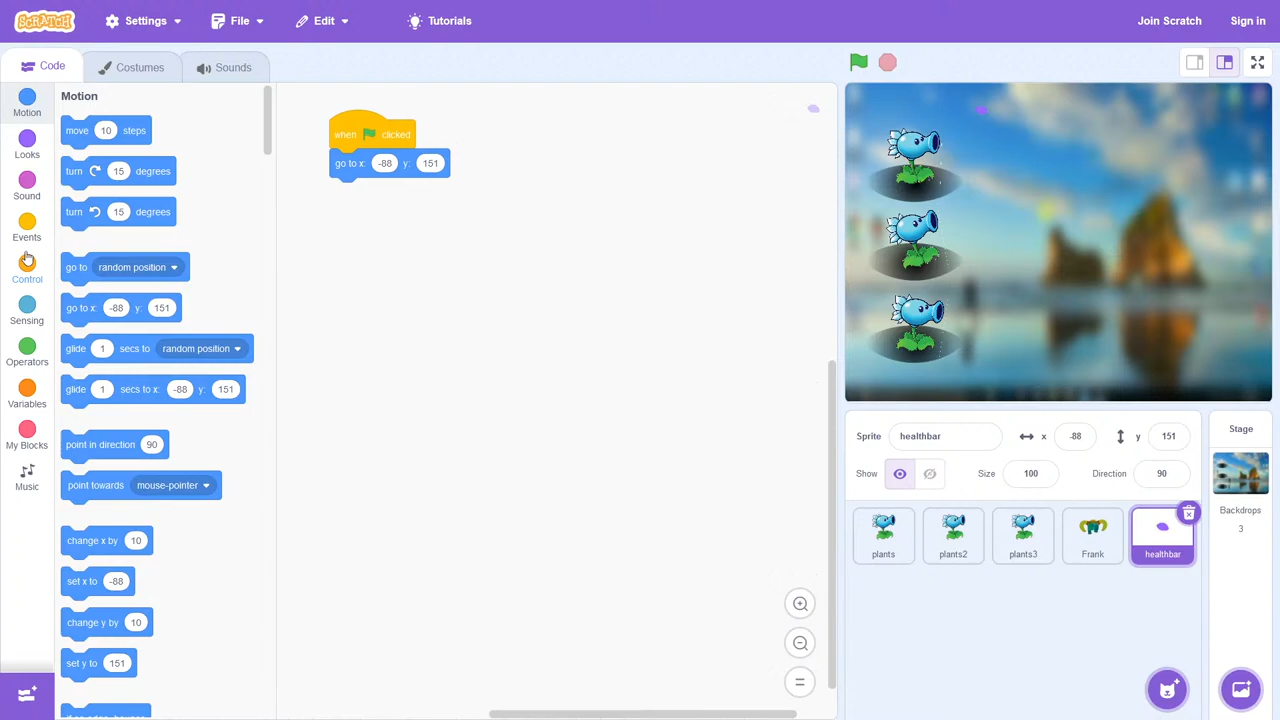 SCRATCH Settings File Edit Tutorials Join Scratch Sign in
Code Costumes Sounds
Motion
Looks
Sound
Events
Control
Sensing
Operators
Variables
My Blocks
Music
Motion
move 10 steps
turn 15 degrees
turn 15 degrees
go to random position
go to x: -88 y: 151
glide 1 secs to random position
glide 1 secs to x: -88 y: 151
point in direction 90
point towards mouse-pointer
change x by 10
set x to -88
change y by 10
set y to 151
when clicked
go to x: -88 y: 151
Sprite healthbar x -88 y 151
Show Size 100 Direction 90
plants plants2 plants3 Frank healthbar
Stage
Backdrops
3